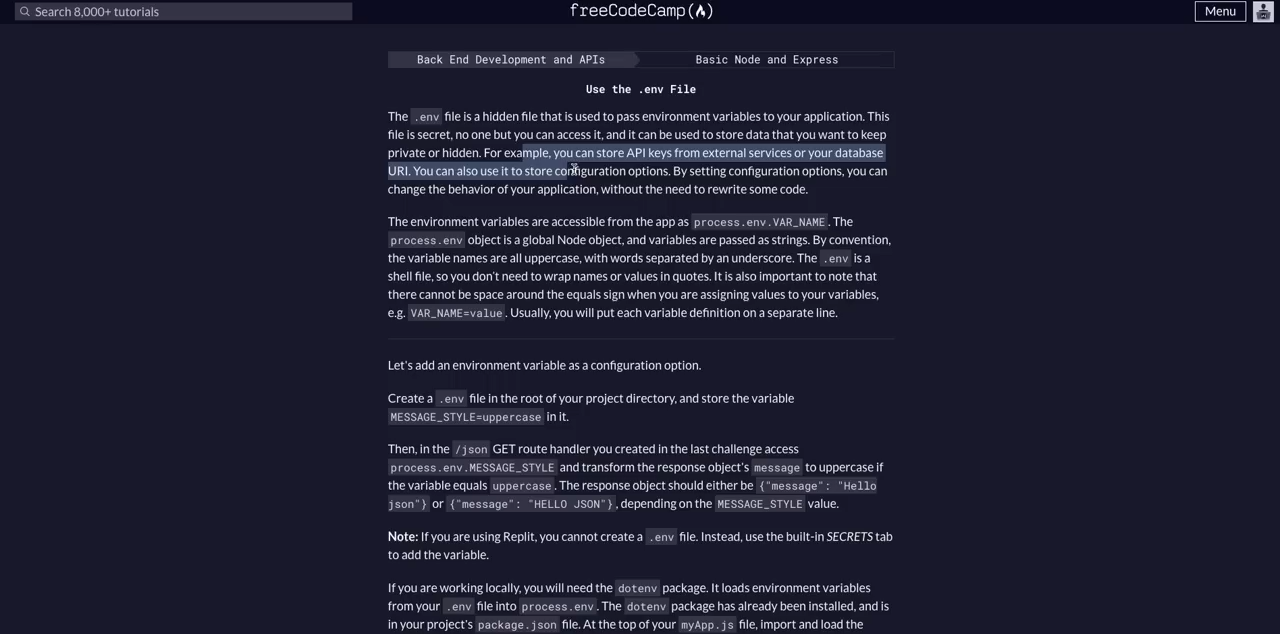 Search 8,000+ tutorials
freeCodeCamp(🔥)
Menu
Back End Development and APIs
Basic Node and Express
Use the .env File
The .env file is a hidden file that is used to pass environment variables to your application. This
file is secret, no one but you can access it, and it can be used to store data that you want to keep
private or hidden. For example, you can store API keys from external services or your database
URI. You can also use it to store configuration options. By setting configuration options, you can
change the behavior of your application, without the need to rewrite some code.
The environment variables are accessible from the app as process.env.VAR_NAME. The
process.env object is a global Node object, and variables are passed as strings. By convention,
the variable names are all uppercase, with words separated by an underscore. The .env is a
shell file, so you don't need to wrap names or values in quotes. It is also important to note that
there cannot be space around the equals sign when you are assigning values to your variables,
e.g. VAR_NAME=value. Usually, you will put each variable definition on a separate line.
Let's add an environment variable as a configuration option.
Create a .env file in the root of your project directory, and store the variable
MESSAGE_STYLE=uppercase in it.
Then, in the /json GET route handler you created in the last challenge access
process.env.MESSAGE_STYLE and transform the response object's message to uppercase if
the variable equals uppercase. The response object should either be {"message": "Hello
json"} or {"message": "HELLO JSON"}, depending on the MESSAGE_STYLE value.
Note: If you are using Replit, you cannot create a .env file. Instead, use the built-in SECRETS tab
to add the variable.
If you are working locally, you will need the dotenv package. It loads environment variables
from your .env file into process.env. The dotenv package has already been installed, and is
in your project's package.json file. At the top of your myApp.js file, import and load the